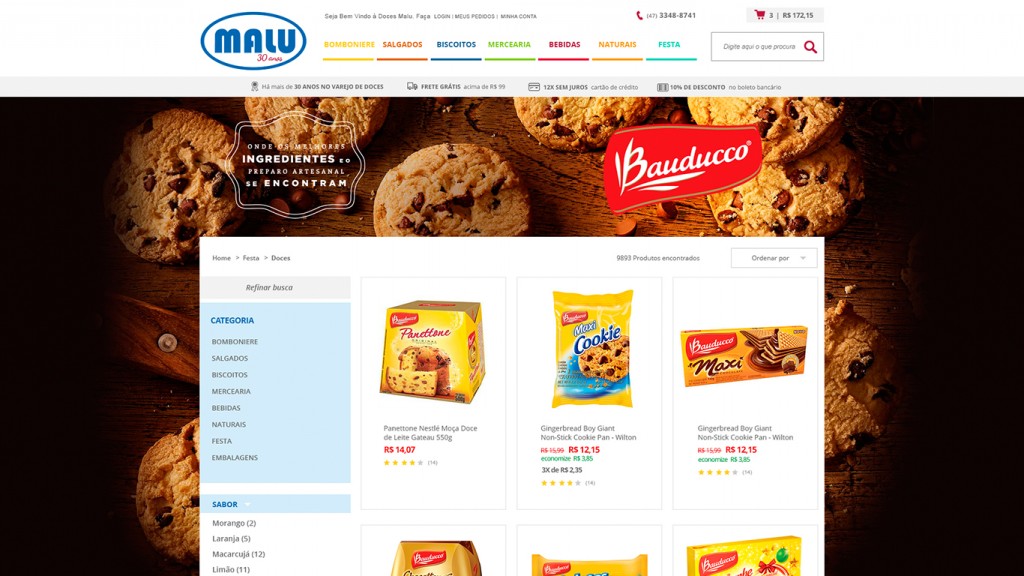 MALU
30 anos
Seja Bem Vindo à Doces Malu. Faça LOGIN | MEUS PEDIDOS | MINHA CONTA
(47) 3348-8741
3 | R$ 172,15
BOMBONIERE SALGADOS BISCOITOS MERCEARIA BEBIDAS NATURAIS FESTA
Digite aqui o que procura
Há mais de 30 ANOS NO VAREJO DE DOCES
FRETE GRÁTIS acima de R$ 99
12X SEM JUROS cartão de crédito
10% DE DESCONTO no boleto bancário
ONDE OS MELHORES
INGREDIENTES E O
PREPARO ARTESANAL
SE ENCONTRAM
Bauducco
Home > Festa > Doces
9893 Produtos encontrados
Ordenar por
Refinar busca
CATEGORIA
BOMBONIERE
SALGADOS
BISCOITOS
MERCEARIA
BEBIDAS
NATURAIS
FESTA
EMBALAGENS
SABOR
Morango (2)
Laranja (5)
Macarcujá (12)
Limão (11)
Bauducco
Panettone
Panettone Nestlé Moça Doce
de Leite Gateau 550g
R$ 14,07
(14)
Bauducco
Maxi
Cookie
Gingerbread Boy Giant
Non-Stick Cookie Pan - Wilton
R$ 15,99 R$ 12,15
economize R$ 3,85
3X de R$ 2,35
(14)
Bauducco
Maxi
Gingerbread Boy Giant
Non-Stick Cookie Pan - Wilton
R$ 15,99 R$ 12,15
economize R$ 3,85
(14)
Bauducco
Bauducco
Bauducco